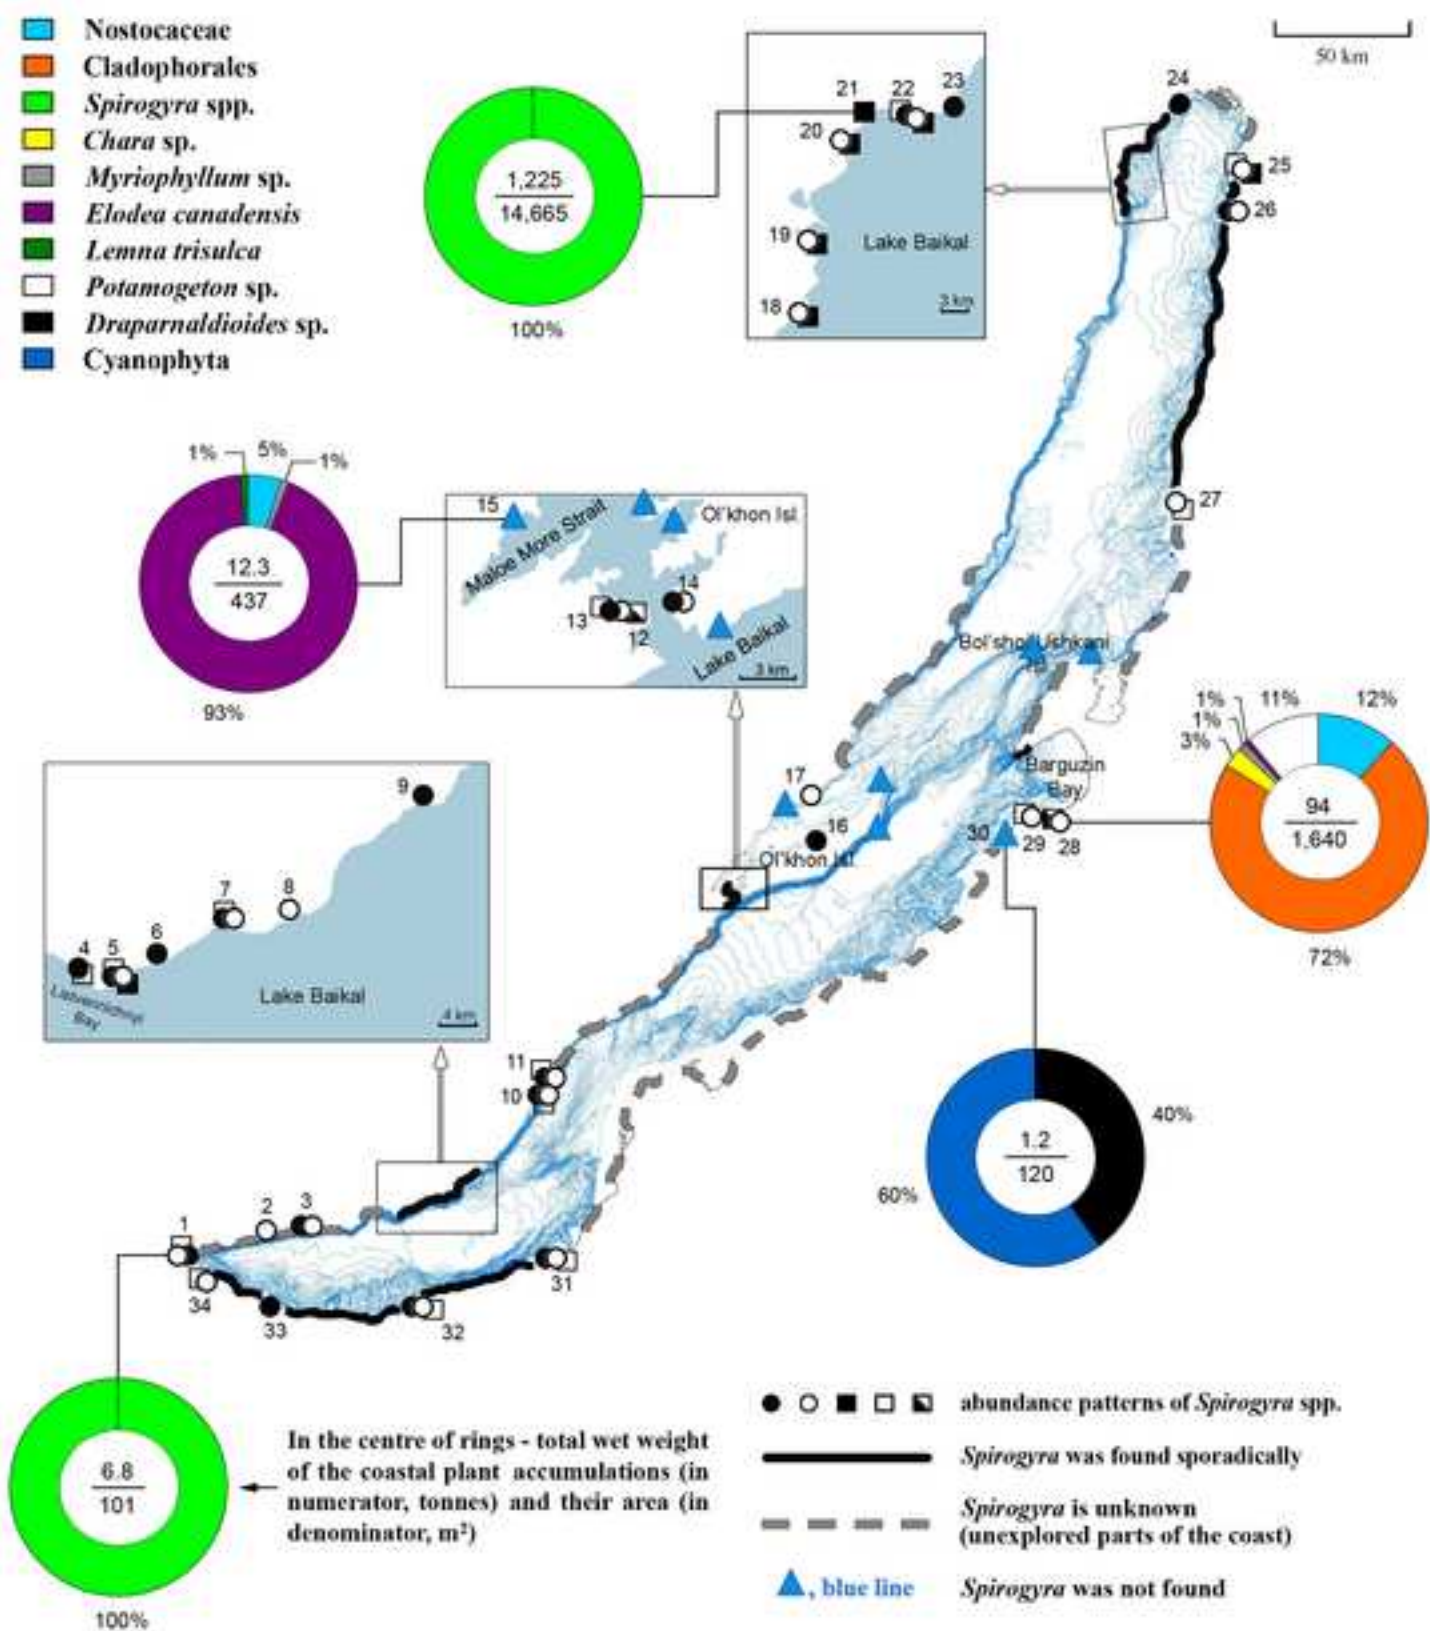 Nostocaceae
Cladophorales
Spirogyra spp.
Chara sp.
Myriophyllum sp.
Elodea canadensis
Lemna trisulca
Potamogeton sp.
Draparnaldioides sp.
Cyanophyta
50 km
1,225
14,665
100%
21
22
23
20
19
18
Lake Baikal
3 km
24
25
26
27
1%
5%
1%
12.3
437
93%
15
Maloe More Strait
Ol'khon Isl.
13
12
14
Lake Baikal
3 km
Bol'shoi Ushkani
17
16
Ol'khon Isl.
Barguzin
Bay
30
29
28
1%
1%
3%
11%
12%
94
1,640
72%
9
8
7
6
5
4
Bay
Lake Baikal
4 km
11
10
1.2
120
40%
60%
1
2
3
34
33
32
31
6.8
101
100%
In the centre of rings - total wet weight
of the coastal plant accumulations (in
numerator, tonnes) and their area (in
denominator, m²)
abundance patterns of Spirogyra spp.
Spirogyra was found sporadically
Spirogyra is unknown
(unexplored parts of the coast)
, blue line
Spirogyra was not found